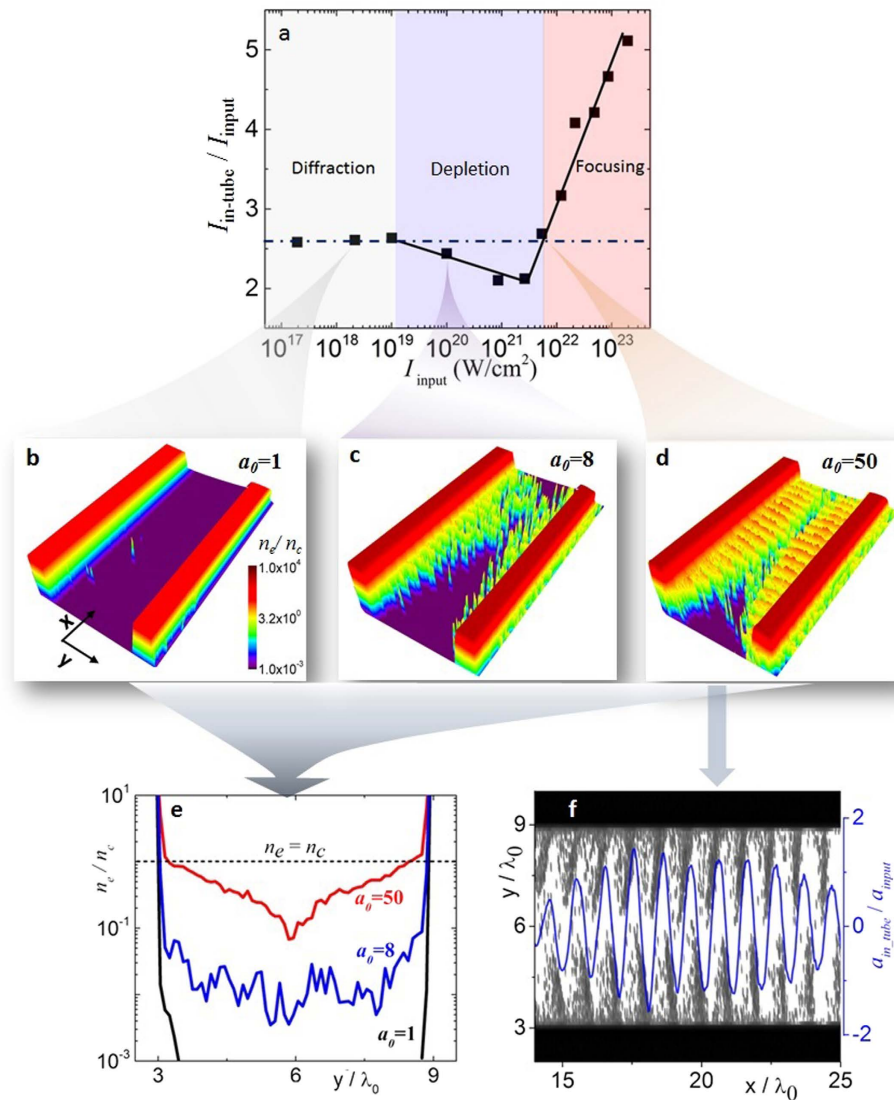 a
5
4
3
2
I_in-tube / I_input
Diffraction
Depletion
Focusing
10^17 10^18 10^19 10^20 10^21 10^22 10^23
I_input (W/cm^2)
b
a_0=1
n_e / n_c
1.0x10^4
3.2x10^0
1.0x10^-3
x
y
c
a_0=8
d
a_0=50
e
10^1
10^-1
10^-3
n_e / n_c
n_e = n_c
a_0=50
a_0=8
a_0=1
3 6 9
y / λ_0
f
9
6
3
y / λ_0
2
0
-2
a_in_tube / a_input
15 20 25
x / λ_0